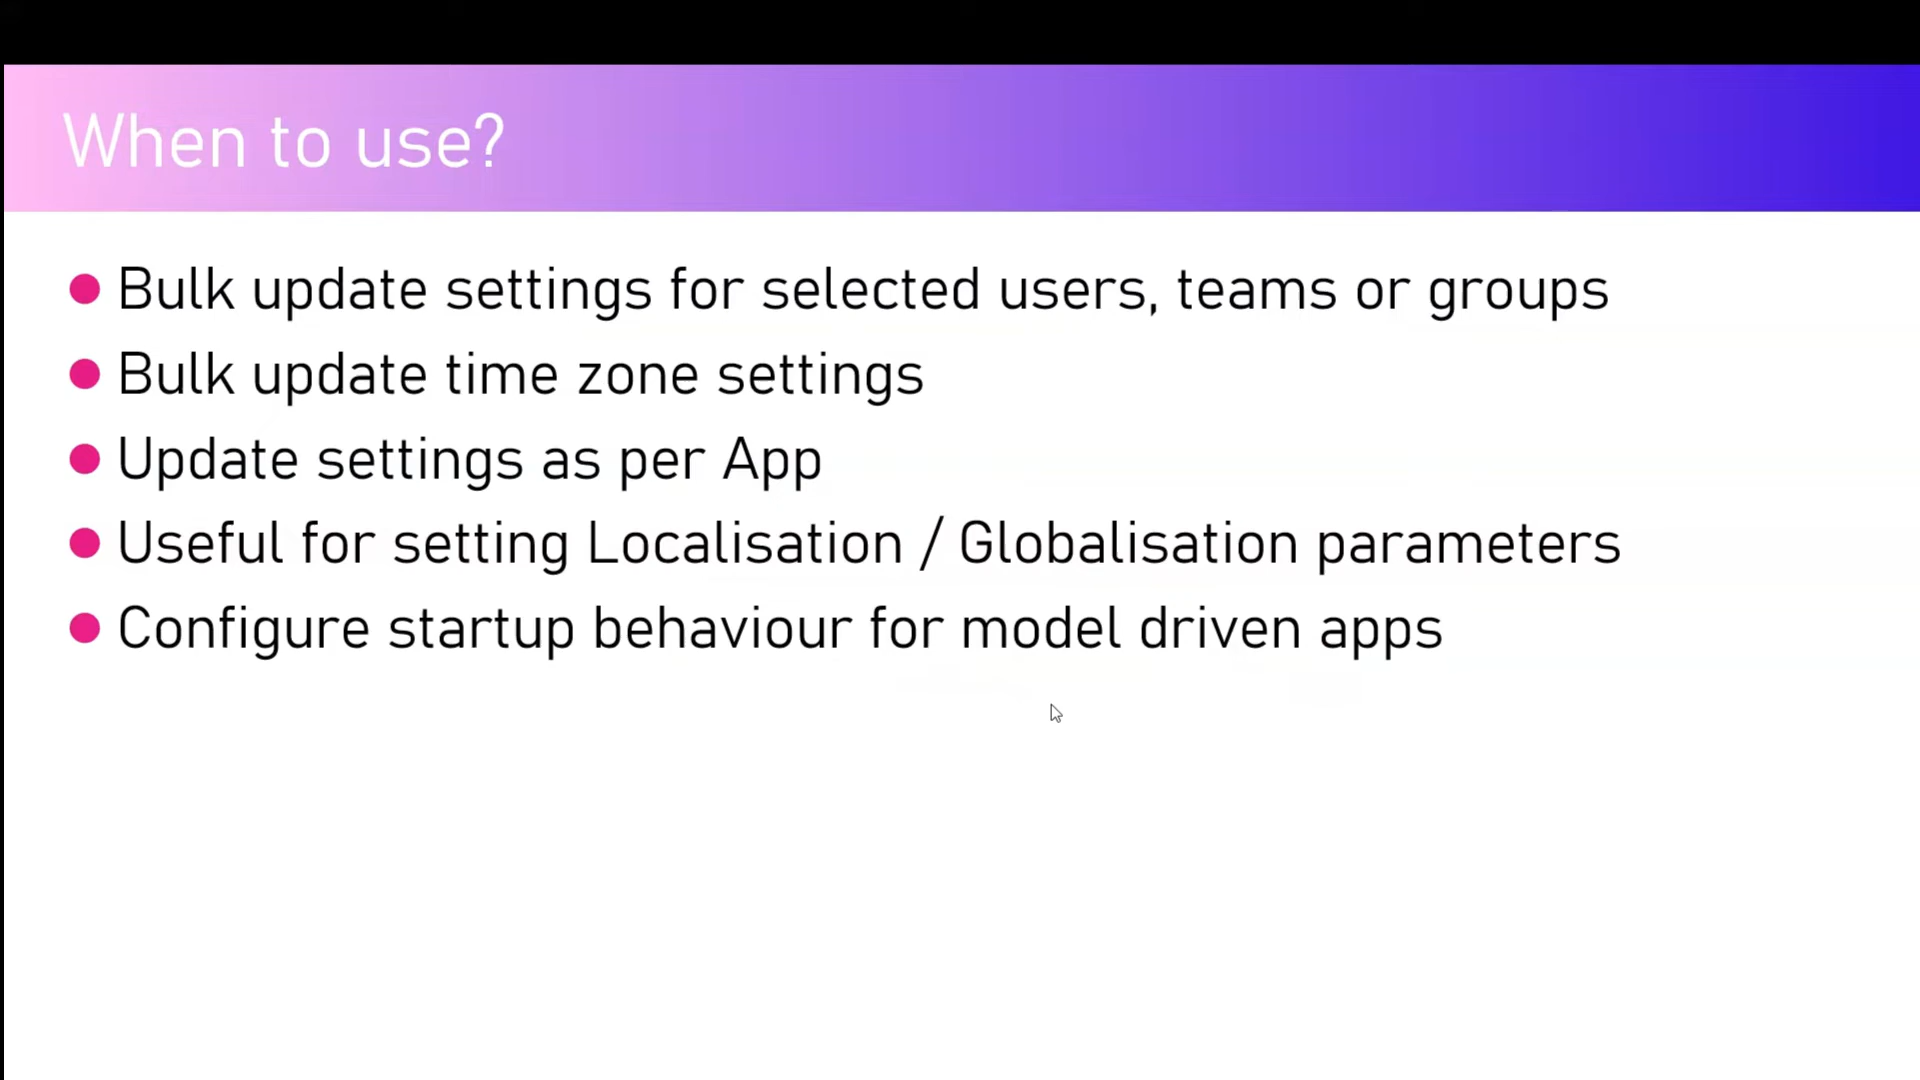 When to use?
Bulk update settings for selected users, teams or groups
Bulk update time zone settings
Update settings as per App
Useful for setting Localisation / Globalisation parameters
Configure startup behaviour for model driven apps